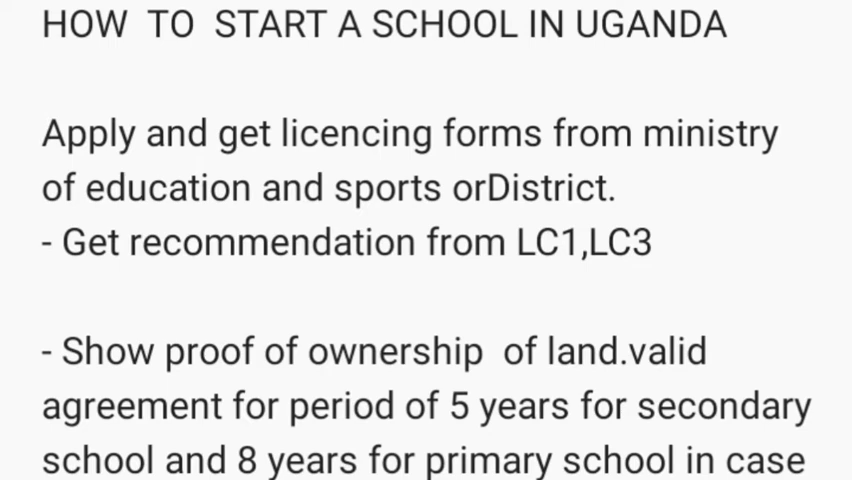 HOW TO START A SCHOOL IN UGANDA
Apply and get licencing forms from ministry
of education and sports orDistrict.
- Get recommendation from LC1,LC3
- Show proof of ownership of land.valid
agreement for period of 5 years for secondary
school and 8 years for primary school in case